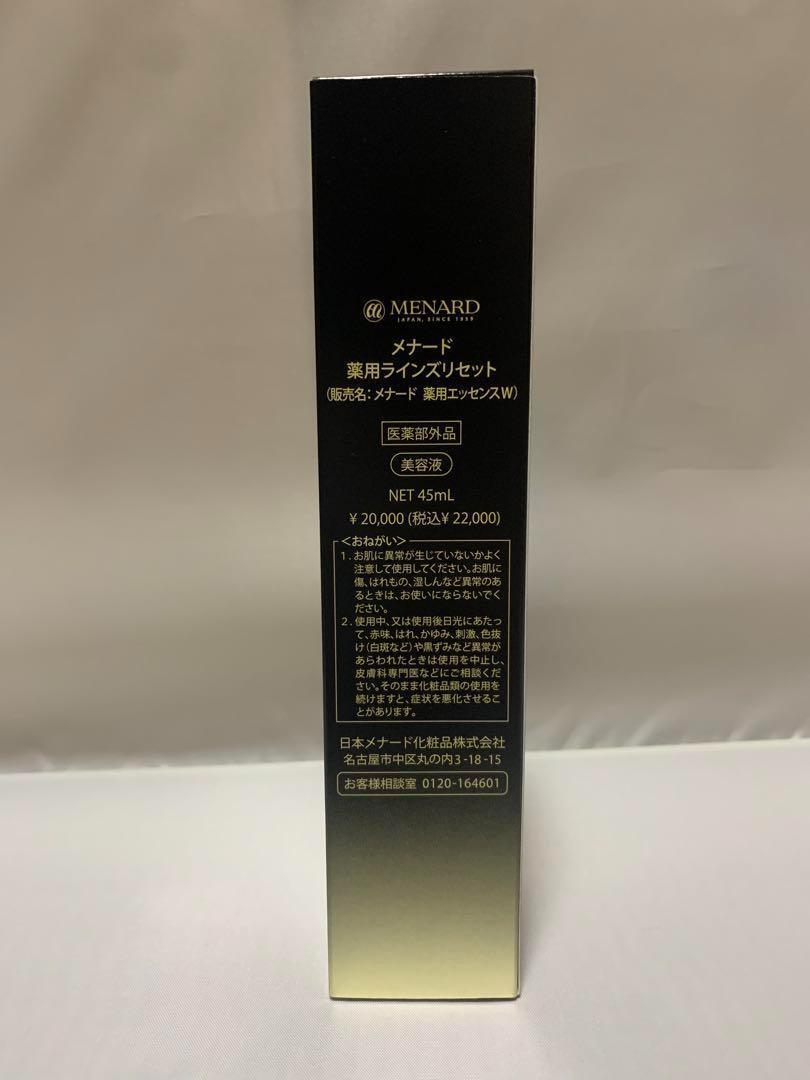 MENARD
JAPAN, SINCE 1959
メナード
薬用ラインズリセット
(販売名:メナード 薬用エッセンスW)
医薬部外品
美容液
NET 45mL
¥20,000(税込¥22,000)
<おねがい>
1.お肌に異常が生じていないかよく
注意して使用してください。お肌に
傷、はれもの、湿しんなど異常のあ
るときは、お使いにならないでく
ださい。
2.使用中、又は使用後日光にあたっ
て、赤味、はれ、かゆみ、刺激、色抜
け(白斑など)や黒ずみなど異常が
あらわれたときは使用を中止し、
皮膚科専門医などにご相談くだ
さい。そのまま化粧品類の使用を
続けますと、症状を悪化させるこ
とがあります。
日本メナード化粧品株式会社
名古屋市中区丸の内3-18-15
お客様相談室 0120-164601